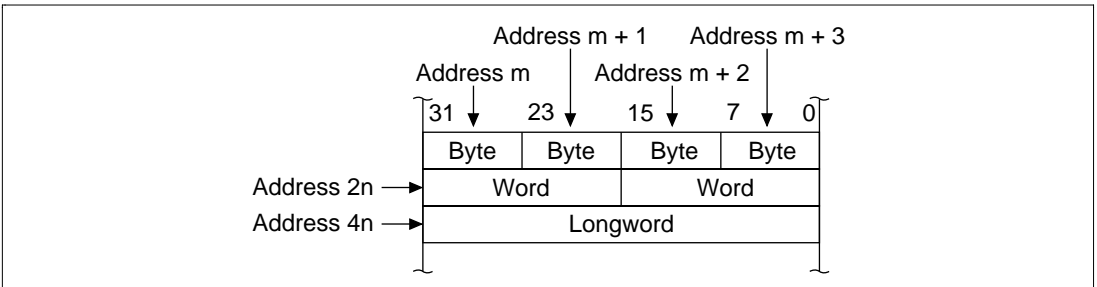 Address m + 1 Address m + 3
Address m Address m + 2
31 23 15 7 0
Byte Byte Byte Byte
Address 2n Word Word
Address 4n Longword